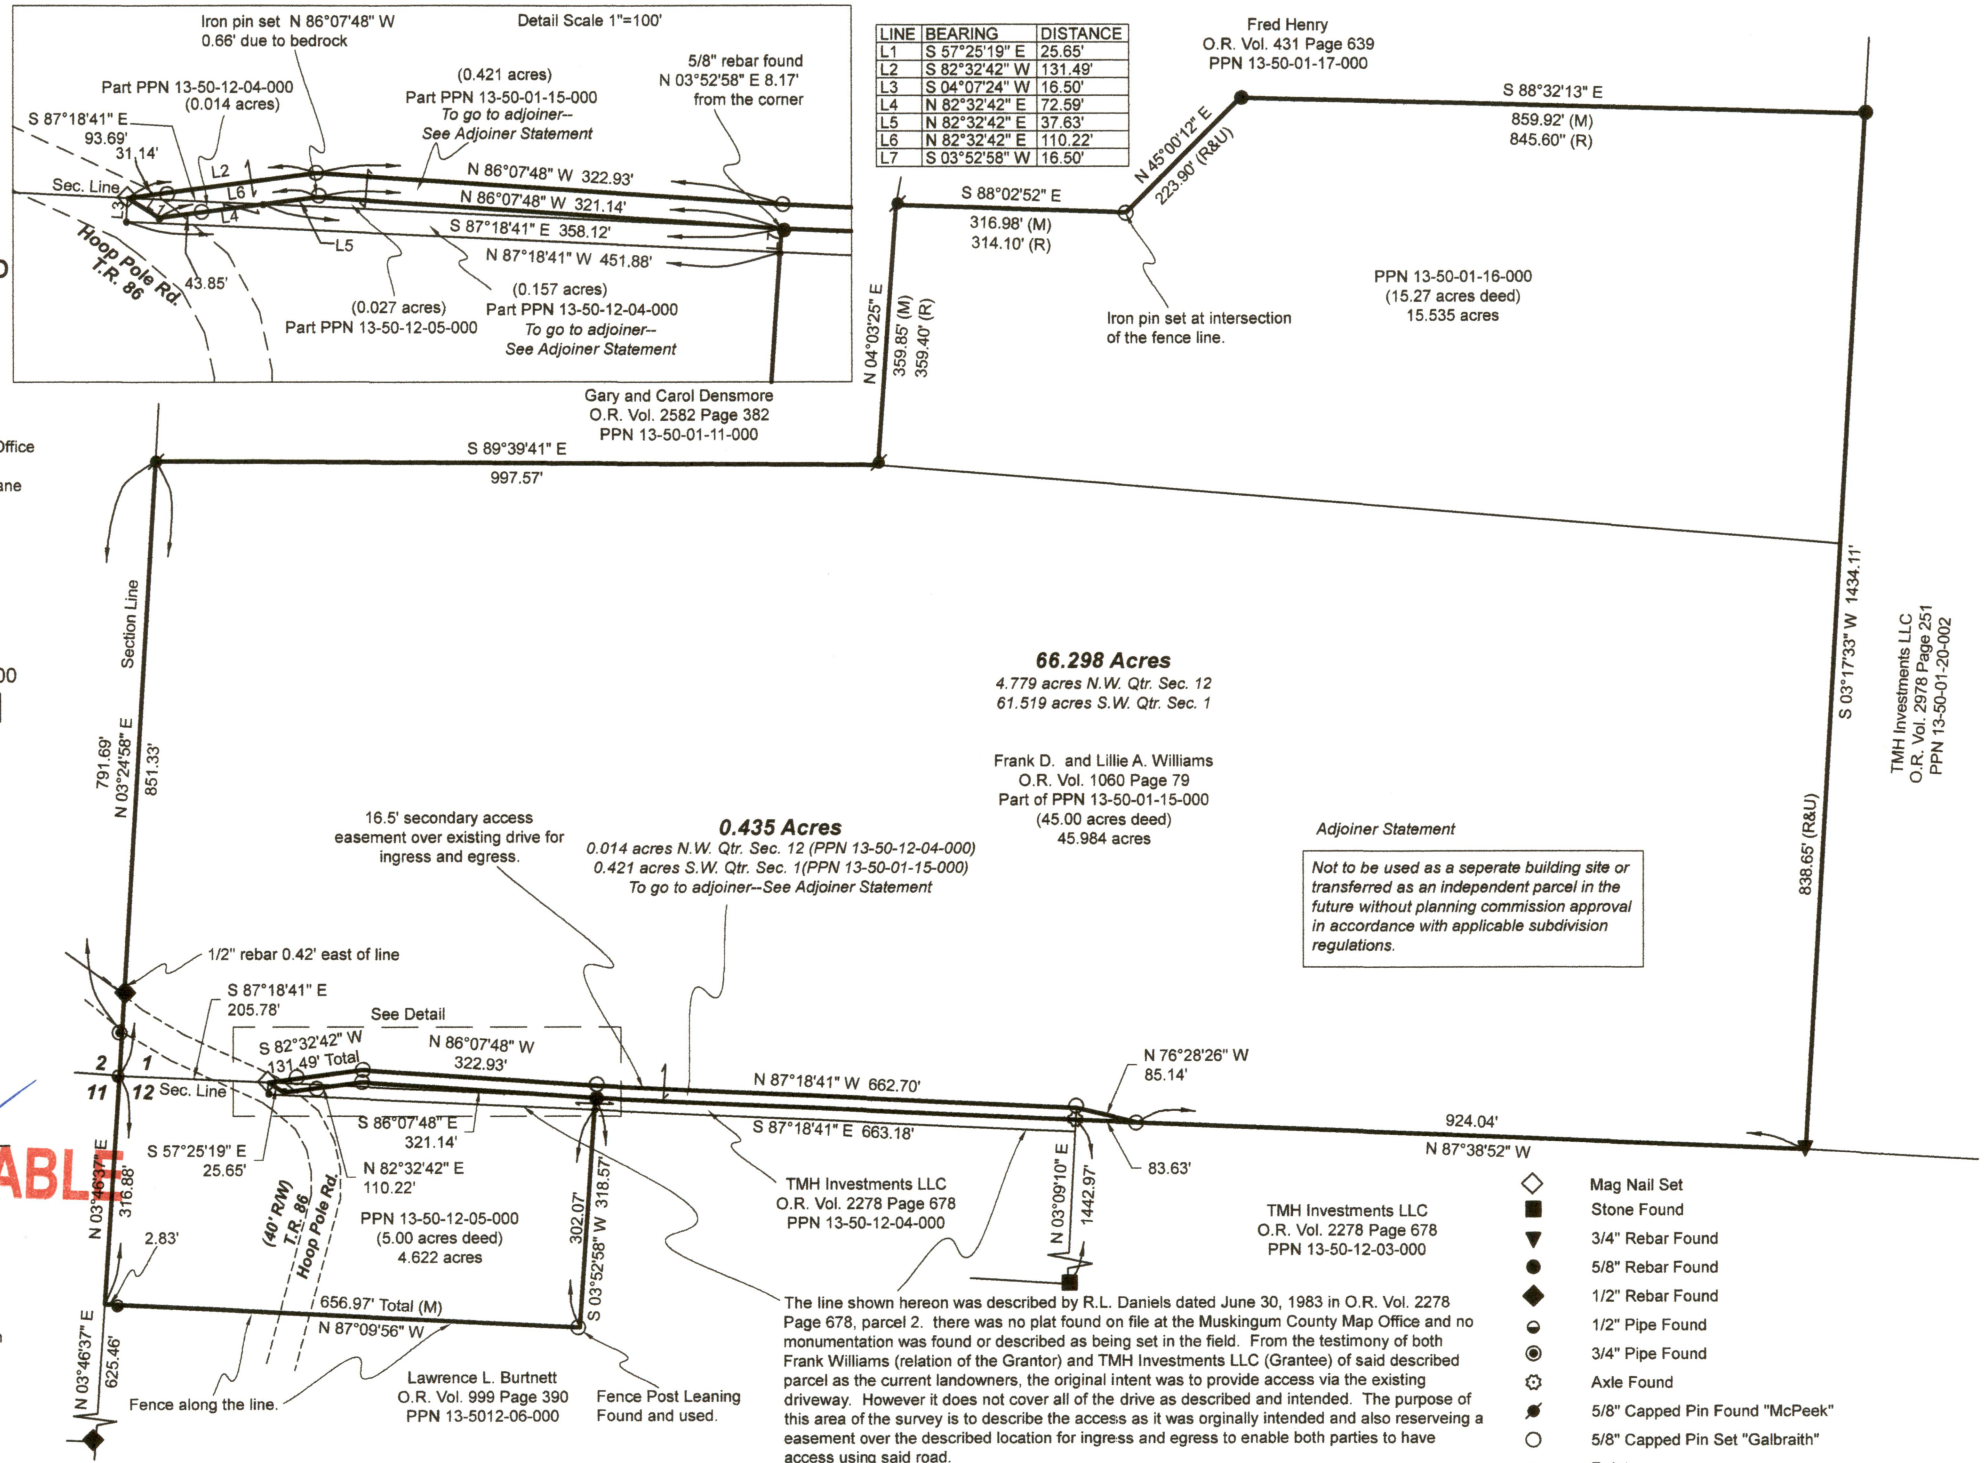 Iron pin set N 86°07'48" W
0.66' due to bedrock
Detail Scale 1"=100'
5/8" rebar found
N 03°52'58" E 8.17'
from the corner
Part PPN 13-50-12-04-000
(0.014 acres)
(0.421 acres)
Part PPN 13-50-01-15-000
To go to adjoiner--
See Adjoiner Statement
S 87°18'41" E
93.69'
31.14'
L2
Sec. Line
L6
L3
L1
L4
L5
L7
N 86°07'48" W 322.93'
N 86°07'48" W 321.14'
S 87°18'41" E 358.12'
N 87°18'41" W 451.88'
Hoop Pole Rd.
T.R. 86
43.85'
(0.027 acres)
Part PPN 13-50-12-05-000
(0.157 acres)
Part PPN 13-50-12-04-000
To go to adjoiner--
See Adjoiner Statement
LINE BEARING DISTANCE
L1 S 57°25'19" E 25.65'
L2 S 82°32'42" W 131.49'
L3 S 04°07'24" W 16.50'
L4 N 82°32'42" E 72.59'
L5 N 82°32'42" E 37.63'
L6 N 82°32'42" E 110.22'
L7 S 03°52'58" W 16.50'
Fred Henry
O.R. Vol. 431 Page 639
PPN 13-50-01-17-000
S 88°32'13" E
859.92' (M)
845.60" (R)
N 45°00'12" E
223.90' (R&U)
S 88°02'52" E
316.98' (M)
314.10' (R)
N 04°03'25" E
359.85' (M)
359.40' (R)
Iron pin set at intersection
of the fence line.
PPN 13-50-01-16-000
(15.27 acres deed)
15.535 acres
Gary and Carol Densmore
O.R. Vol. 2582 Page 382
PPN 13-50-01-11-000
Office
ane
00
S 89°39'41" E
997.57'
S 03°17'33" W 1434.11'
838.65' (R&U)
TMH Investments LLC
O.R. Vol. 2978 Page 251
PPN 13-50-01-20-002
Section Line
791.69'
N 03°24'58" E
851.33'
66.298 Acres
4.779 acres N.W. Qtr. Sec. 12
61.519 acres S.W. Qtr. Sec. 1
Frank D. and Lillie A. Williams
O.R. Vol. 1060 Page 79
Part of PPN 13-50-01-15-000
(45.00 acres deed)
45.984 acres
16.5' secondary access
easement over existing drive for
ingress and egress.
0.435 Acres
0.014 acres N.W. Qtr. Sec. 12 (PPN 13-50-12-04-000)
0.421 acres S.W. Qtr. Sec. 1(PPN 13-50-01-15-000)
To go to adjoiner--See Adjoiner Statement
Adjoiner Statement
Not to be used as a seperate building site or
transferred as an independent parcel in the
future without planning commission approval
in accordance with applicable subdivision
regulations.
1/2" rebar 0.42' east of line
S 87°18'41" E
205.78'
See Detail
S 82°32'42" W
131.49' Total
N 86°07'48" W
322.93'
2 1
11 12 Sec. Line
N 87°18'41" W 662.70'
N 76°28'26" W
85.14'
924.04'
N 87°38'52" W
S 86°07'48" E
321.14'
S 87°18'41" E 663.18'
83.63'
S 57°25'19" E
25.65'
N 82°32'42" E
110.22'
ABLE
N 03°46'37" E
316.88'
2.83'
(40' R/W)
T.R. 86
Hoop Pole Rd.
PPN 13-50-12-05-000
(5.00 acres deed)
4.622 acres
302.07'
S 03°52'58" W 318.57'
TMH Investments LLC
O.R. Vol. 2278 Page 678
PPN 13-50-12-04-000
N 03°09'10" E
1442.97'
TMH Investments LLC
O.R. Vol. 2278 Page 678
PPN 13-50-12-03-000
656.97' Total (M)
N 87°09'56" W
N 03°46'37" E
625.46'
Fence along the line.
Lawrence L. Burtnett
O.R. Vol. 999 Page 390
PPN 13-5012-06-000
Fence Post Leaning
Found and used.
The line shown hereon was described by R.L. Daniels dated June 30, 1983 in O.R. Vol. 2278
Page 678, parcel 2. there was no plat found on file at the Muskingum County Map Office and no
monumentation was found or described as being set in the field. From the testimony of both
Frank Williams (relation of the Grantor) and TMH Investments LLC (Grantee) of said described
parcel as the current landowners, the original intent was to provide access via the existing
driveway. However it does not cover all of the drive as described and intended. The purpose of
this area of the survey is to describe the access as it was orginally intended and also reserveing a
easement over the described location for ingress and egress to enable both parties to have
access using said road.
Mag Nail Set
Stone Found
3/4" Rebar Found
5/8" Rebar Found
1/2" Rebar Found
1/2" Pipe Found
3/4" Pipe Found
Axle Found
5/8" Capped Pin Found "McPeek"
5/8" Capped Pin Set "Galbraith"